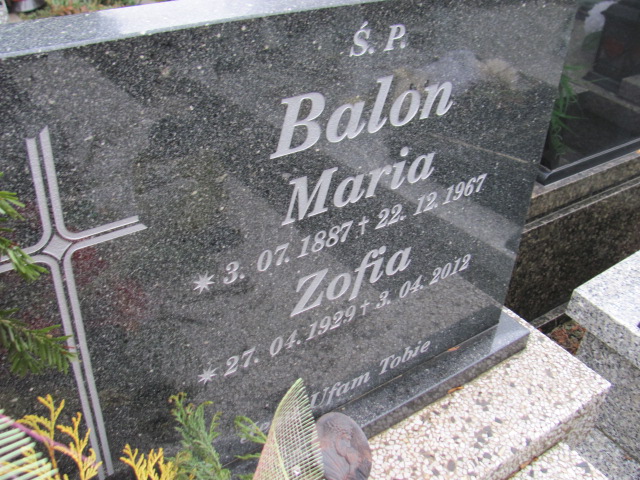 Ś. P.
Balon
Maria
* 3. 07. 1887 † 22. 12. 1967
Zofia
* 27. 04. 1929 † 3. 04. 2012
Ufam Tobie